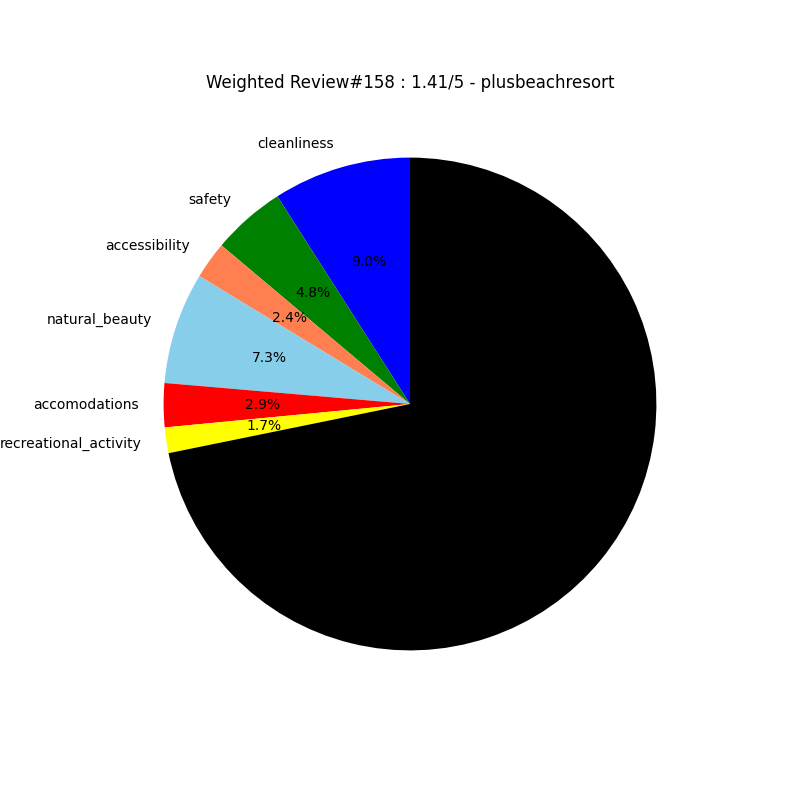 Weighted Review#158 : 1.41/5 - plusbeachresort
cleanliness
safety
accessibility
natural_beauty
accomodations
recreational_activity
9.0%
4.8%
2.4%
7.3%
2.9%
1.7%